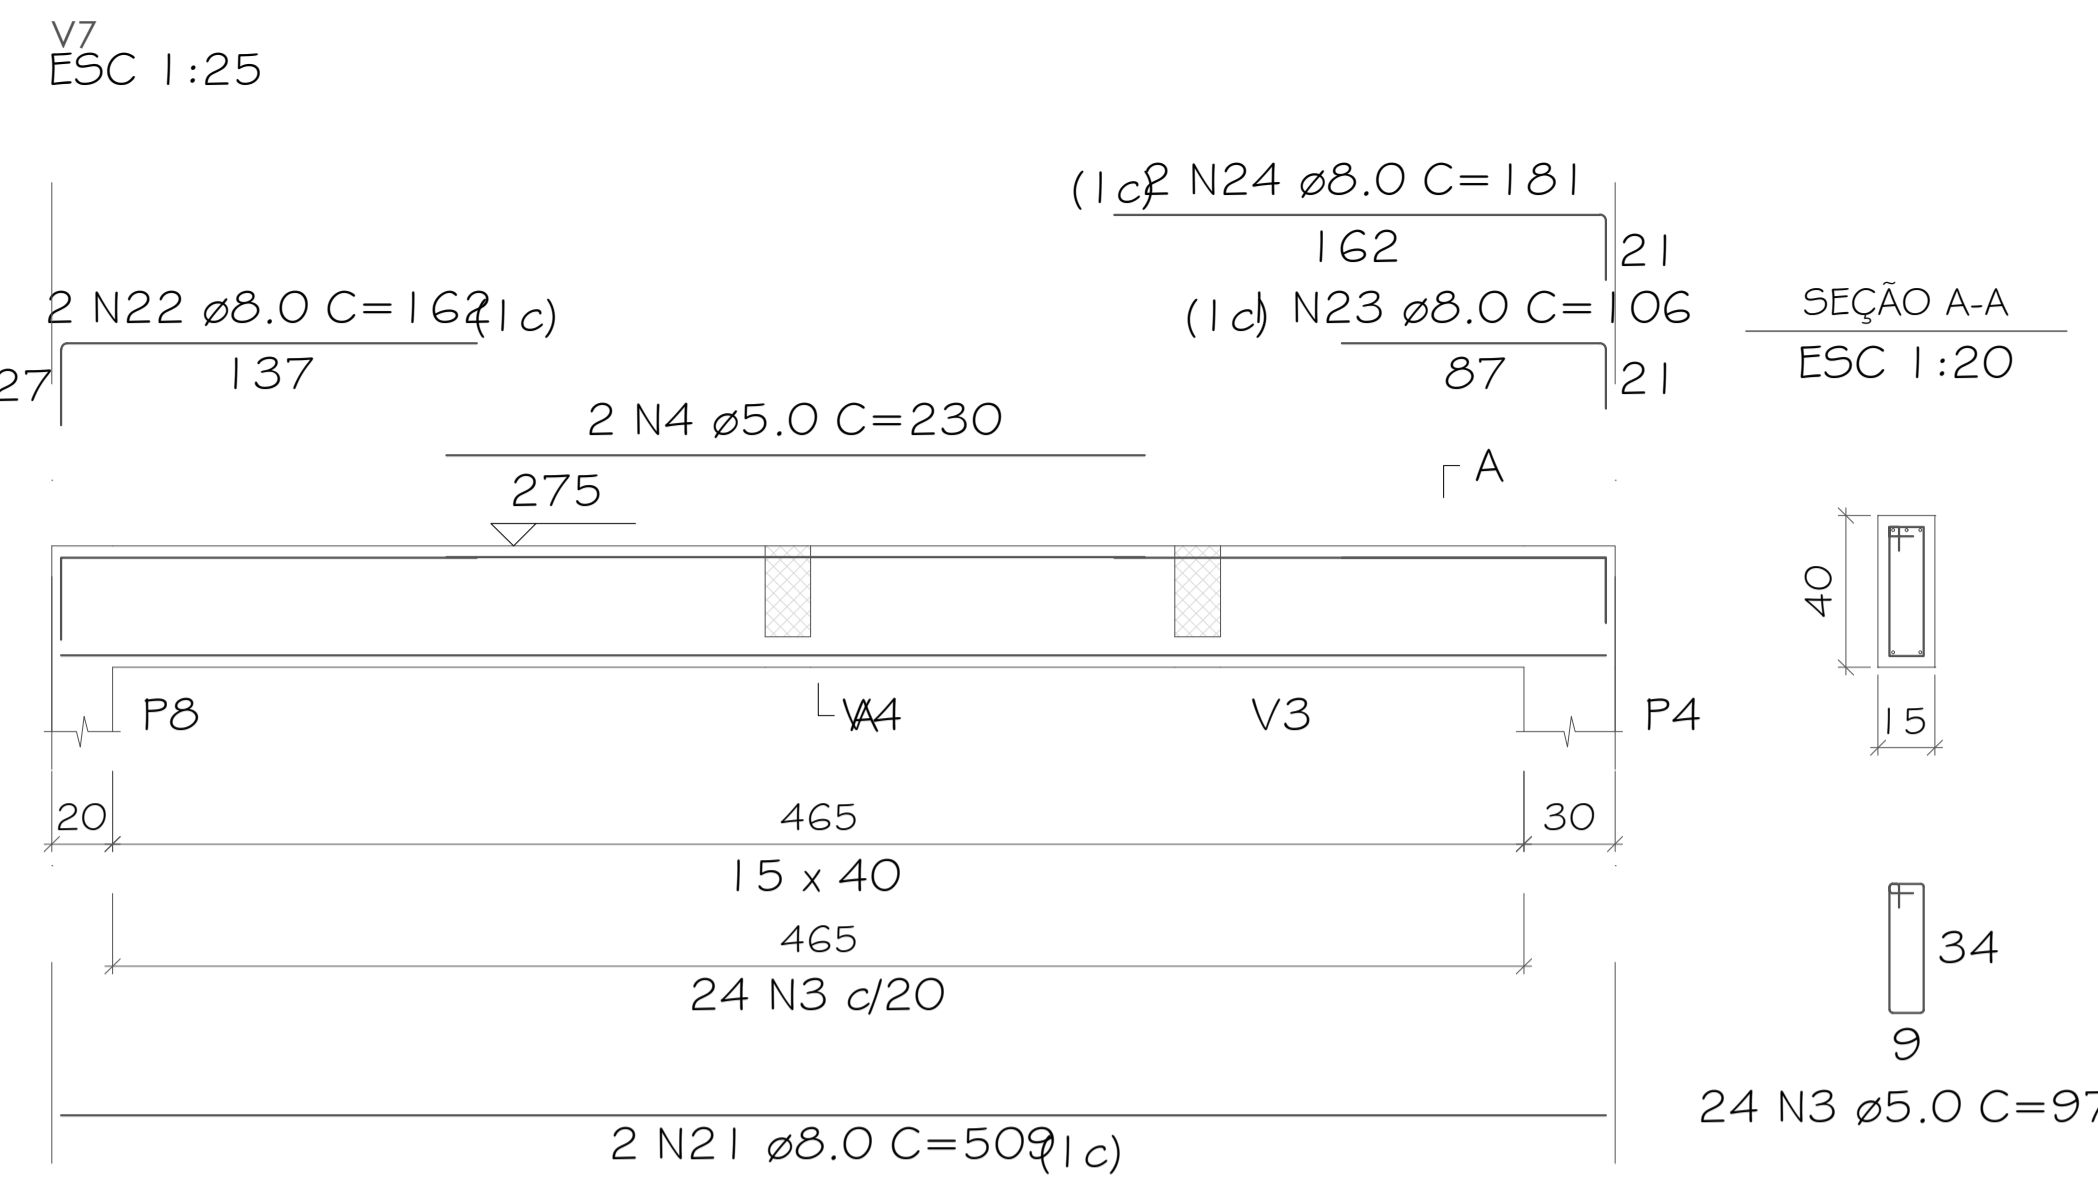 V7
ESC 1:25
(1c) 2 N24 ø8.0 C=181
162
21
2 N22 ø8.0 C=162 (1c)
(1c) 1 N23 ø8.0 C=106
SEÇÃO A-A
137
87
21
ESC 1:20
27
2 N4 ø5.0 C=230
275
A
40
P8
A
V4
V3
P4
15
20
465
30
15 x 40
465
34
24 N3 c/20
9
24 N3 ø5.0 C=97
2 N21 ø8.0 C=509 (1c)